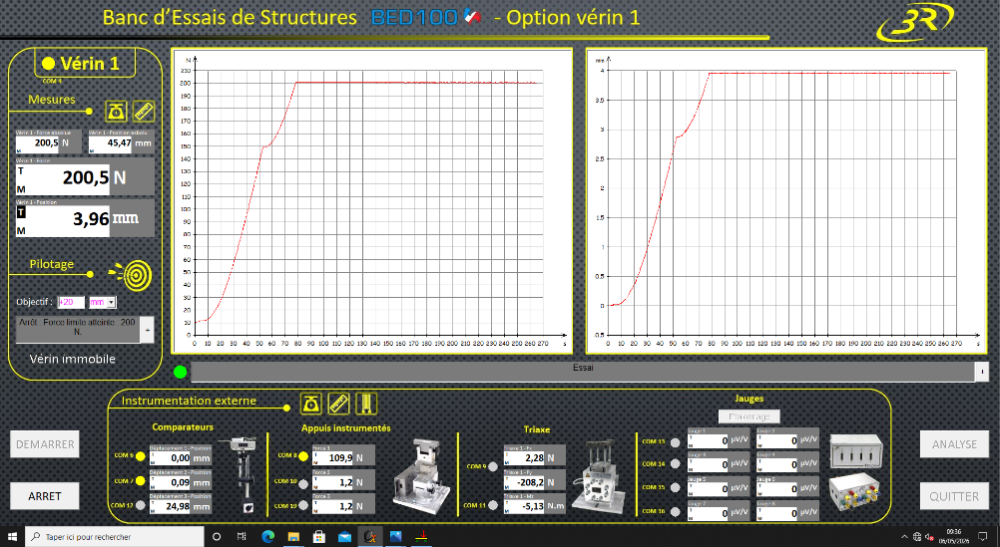 Banc d'Essais de Structures BED100 - Option vérin 1
3R
Vérin 1
COM 4
Mesures
Vérin 1 - Force absolue
Vérin 1 - Position absolu
200,5 N
45,47 mm
M
M
Vérin 1 - Force
T
200,5 N
M
Vérin 1 - Position
T
3,96 mm
M
Pilotage
Objectif : +20 mm
Arrêt : Force limite atteinte : 200
N.
+
Vérin immobile
N
210
200
190
180
170
160
150
140
130
120
110
100
90
80
70
60
50
40
30
20
10
0
0 10 20 30 40 50 60 70 80 90 100 110 120 130 140 150 160 170 180 190 200 210 220 230 240 250 260 270 s
mm
4
3,5
3
2,5
2
1,5
1
0,5
0
-0,5
0 10 20 30 40 50 60 70 80 90 100 110 120 130 140 150 160 170 180 190 200 210 220 230 240 250 260 270 s
Essai
Instrumentation externe
Comparateurs
COM 6
Déplacement 1 - Position
T
0,00 mm
M
COM 7
Déplacement 2 - Position
T
0,09 mm
M
COM 12
Déplacement 3 - Position
T
24,98 mm
M
Appuis instrumentés
COM 8
Force 1
T
109,9 N
M
COM 10
Force 2
T
1,2 N
M
COM 19
Force 3
T
1,2 N
M
Triaxe
COM 9
T
2,28 N
M
T
-208,2 N
M
COM 11
Triaxe 1 - Mz
T
-5,13 N.m
M
Jauges
Etalonnage
COM 13
Jauge 1
T
0 µV/V
M
Jauge 2
T
0 µV/V
M
COM 14
Jauge 3
T
0 µV/V
M
Jauge 4
T
0 µV/V
M
COM 15
Jauge 5
T
0 µV/V
M
Jauge 6
T
0 µV/V
M
COM 16
Jauge 7
T
0 µV/V
M
Jauge 8
T
0 µV/V
M
DEMARRER
ARRET
ANALYSE
QUITTER
Taper ici pour rechercher
09:36
06/05/2026